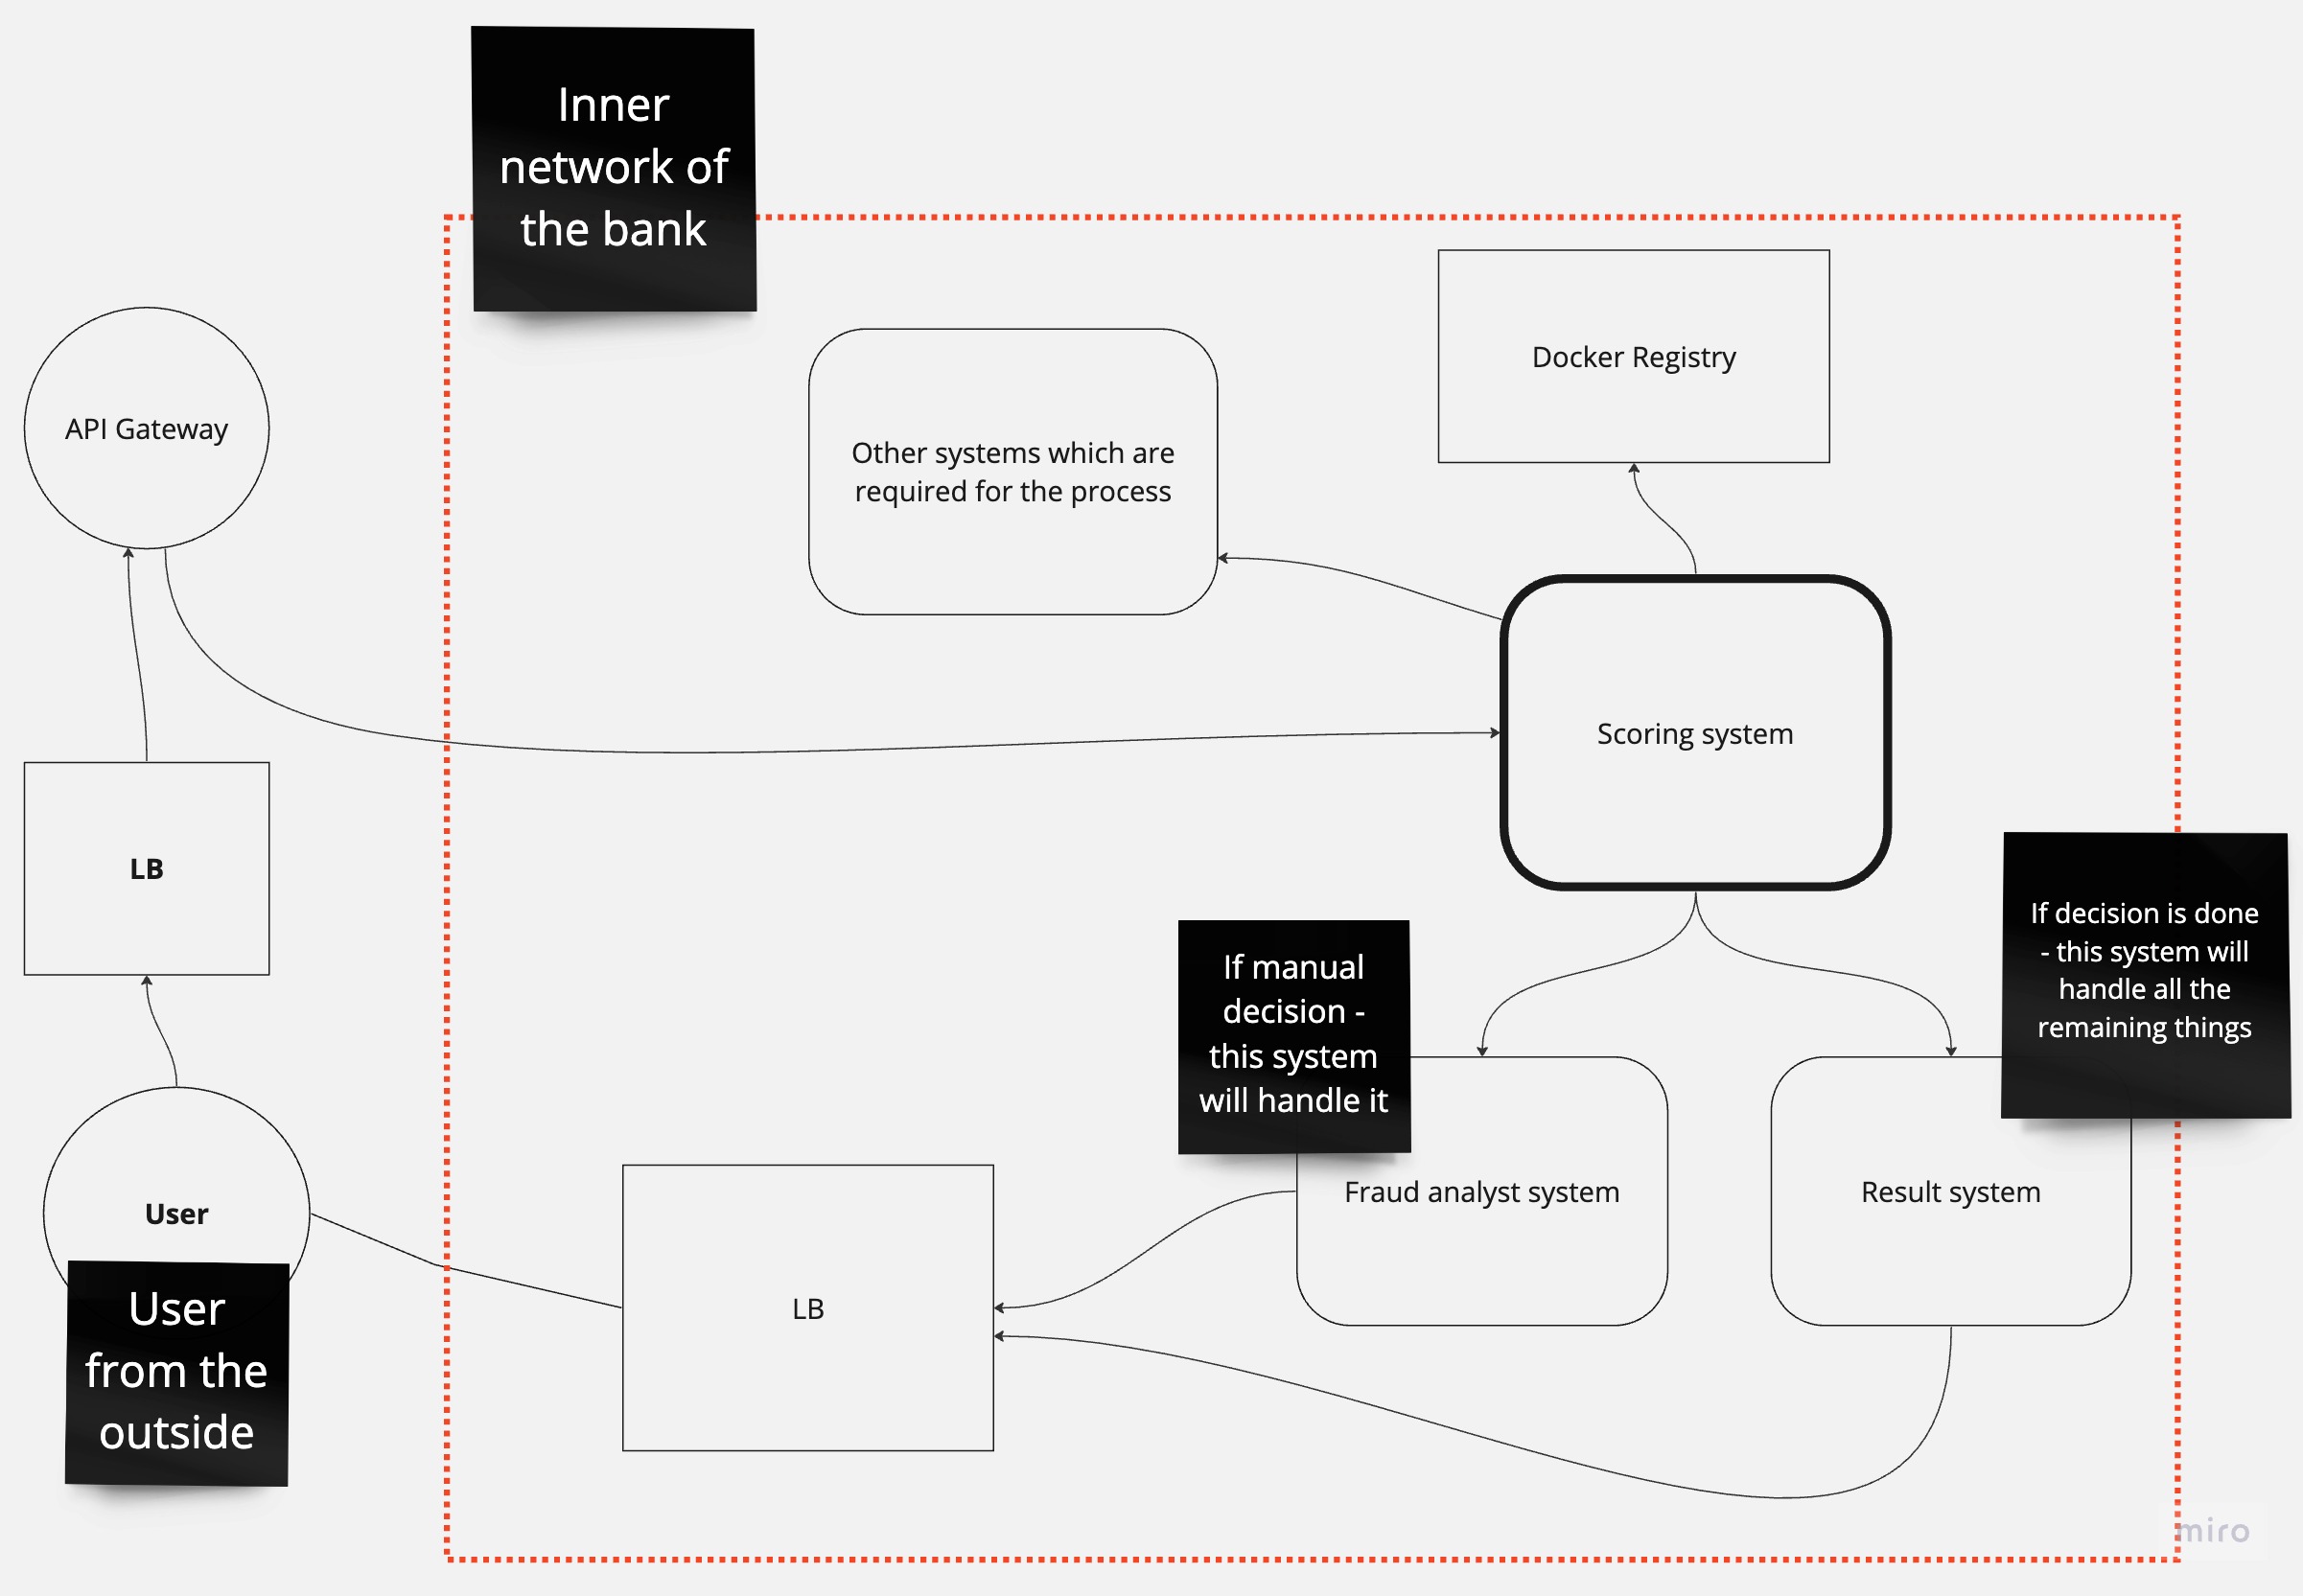 Inner
network of
the bank
Docker Registry
API Gateway
Other systems which are
required for the process
Scoring system
LB
If decision is done
- this system will
handle all the
remaining things
If manual
decision -
this system
will handle it
Fraud analyst system
Result system
User
User
from the
outside
LB
miro